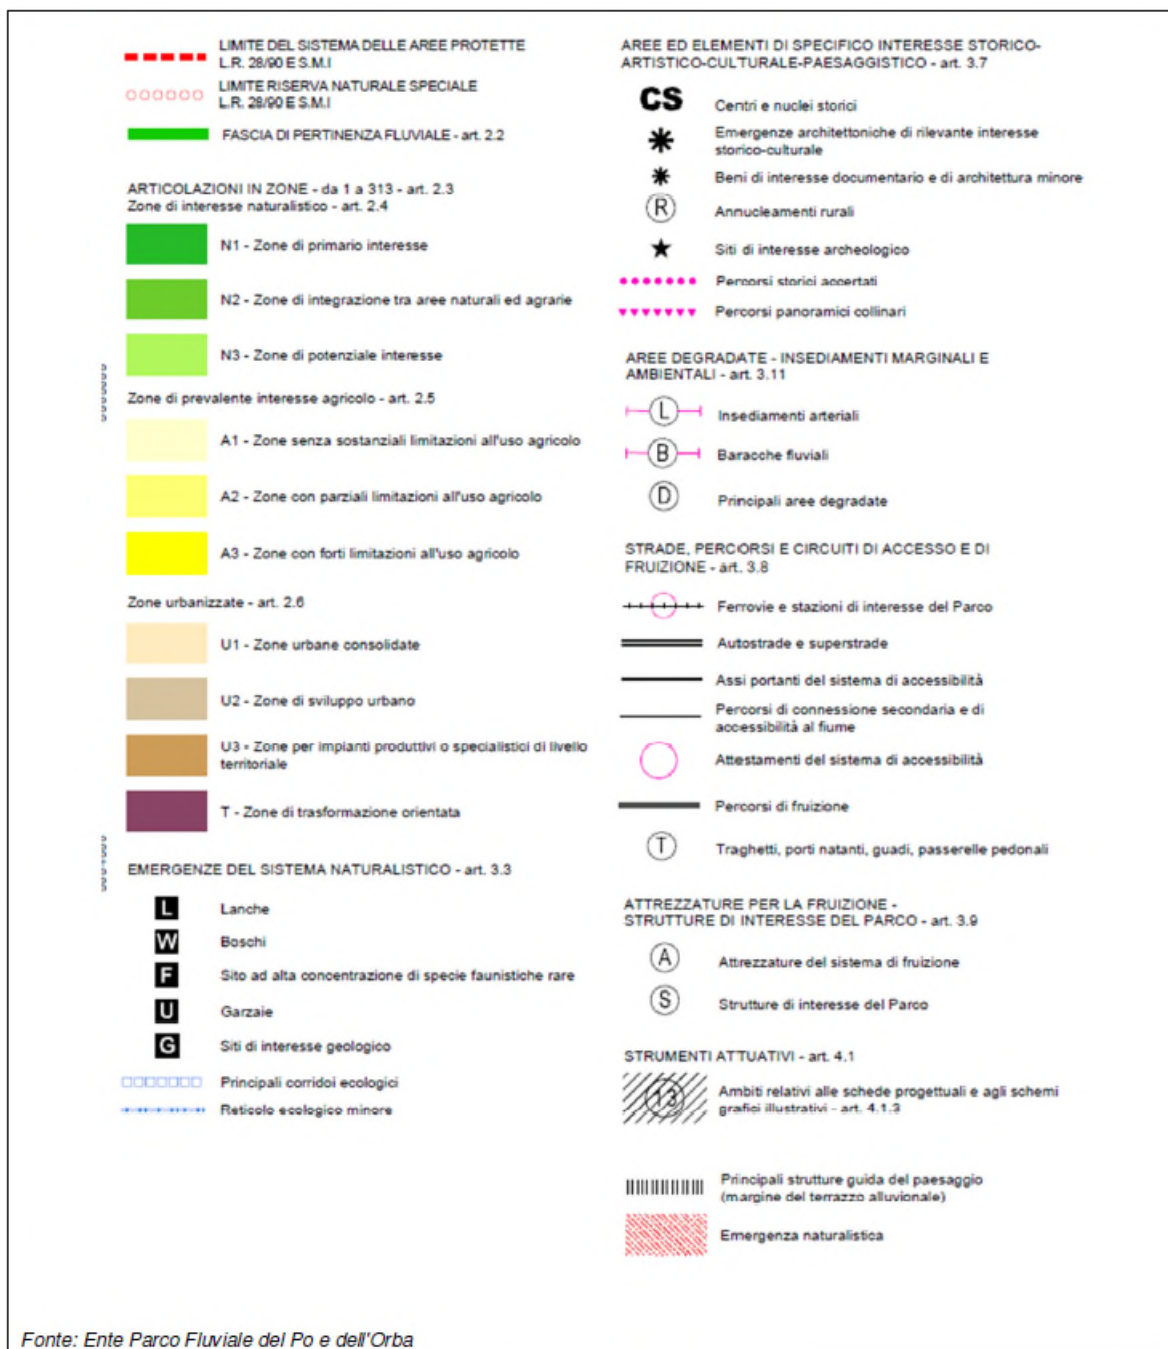 LIMITE DEL SISTEMA DELLE AREE PROTETTE
L.R. 28/90 E S.M.I
LIMITE RISERVA NATURALE SPECIALE
L.R. 28/90 E S.M.I
FASCIA DI PERTINENZA FLUVIALE - art. 2.2
ARTICOLAZIONI IN ZONE - da 1 a 313 - art. 2.3
Zone di interesse naturalistico - art. 2.4
N1 - Zone di primario interesse
N2 - Zone di integrazione tra aree naturali ed agrarie
N3 - Zone di potenziale interesse
Zone di prevalente interesse agricolo - art. 2.5
A1 - Zone senza sostanziali limitazioni all'uso agricolo
A2 - Zone con parziali limitazioni all'uso agricolo
A3 - Zone con forti limitazioni all'uso agricolo
Zone urbanizzate - art. 2.6
U1 - Zone urbane consolidate
U2 - Zone di sviluppo urbano
U3 - Zone per impianti produttivi o specialistici di livello
territoriale
T - Zone di trasformazione orientata
EMERGENZE DEL SISTEMA NATURALISTICO - art. 3.3
L Lanche
W Boschi
F Sito ad alta concentrazione di specie faunistiche rare
U Garzaie
G Siti di interesse geologico
Principali corridoi ecologici
Reticolo ecologico minore
AREE ED ELEMENTI DI SPECIFICO INTERESSE STORICO-
ARTISTICO-CULTURALE-PAESAGGISTICO - art. 3.7
CS Centri e nuclei storici
Emergenze architettoniche di rilevante interesse
storico-culturale
Beni di interesse documentario e di architettura minore
R Annucleamenti rurali
Siti di interesse archeologico
Percorsi storici accertati
Percorsi panoramici collinari
AREE DEGRADATE - INSEDIAMENTI MARGINALI E
AMBIENTALI - art. 3.11
L Insediamenti arteriali
B Baracche fluviali
D Principali aree degradate
STRADE, PERCORSI E CIRCUITI DI ACCESSO E DI
FRUIZIONE - art. 3.8
Ferrovie e stazioni di interesse del Parco
Autostrade e superstrade
Assi portanti del sistema di accessibilità
Percorsi di connessione secondaria e di
accessibilità al fiume
Attestamenti del sistema di accessibilità
Percorsi di fruizione
T Traghetti, porti natanti, guadi, passerelle pedonali
ATTREZZATURE PER LA FRUIZIONE -
STRUTTURE DI INTERESSE DEL PARCO - art. 3.9
A Attrezzature del sistema di fruizione
S Strutture di interesse del Parco
STRUMENTI ATTUATIVI - art. 4.1
13 Ambiti relativi alle schede progettuali e agli schemi
grafici illustrativi - art. 4.1.3
Principali strutture guida del paesaggio
(margine del terrazzo alluvionale)
Emergenza naturalistica
Fonte: Ente Parco Fluviale del Po e dell'Orba